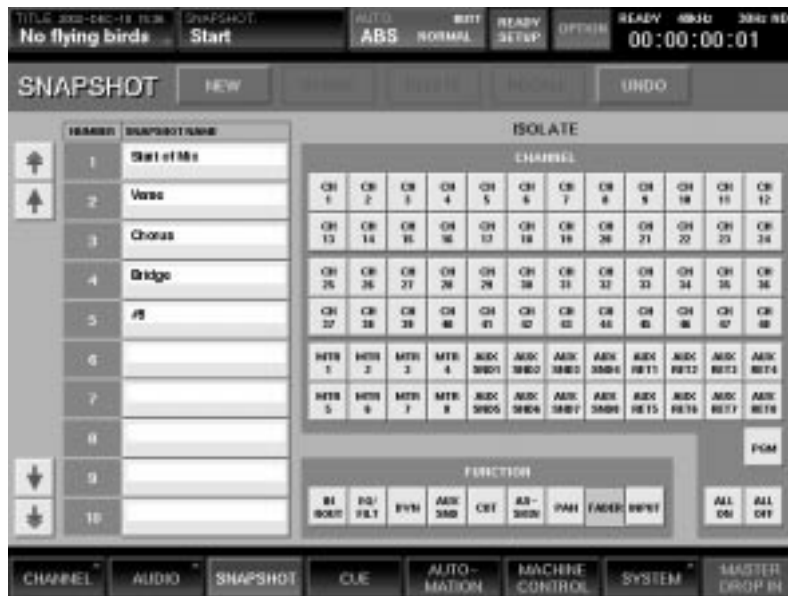 TITLE 2002-DEC-18 SNAPSHOT: AUTO READY SETUP OPTION READY 48kHz
No flying birds Start ABS NORMAL 00:00:00:01
SNAPSHOT NEW UNDO
NUMBER SNAPSHOT NAME
1 Start of Mix
2 Verse
3 Chorus
4 Bridge
5 #5
6
7
8
9
10
ISOLATE
CHANNEL
CH 1 CH 2 CH 3 CH 4 CH 5 CH 6 CH 7 CH 8 CH 9 CH 10 CH 11 CH 12
CH 13 CH 14 CH 15 CH 16 CH 17 CH 18 CH 19 CH 20 CH 21 CH 22 CH 23 CH 24
CH 25 CH 26 CH 27 CH 28 CH 29 CH 30 CH 31 CH 32 CH 33 CH 34 CH 35 CH 36
CH 37 CH 38 CH 39 CH 40 CH 41 CH 42 CH 43 CH 44 CH 45 CH 46 CH 47 CH 48
MTR 1 MTR 2 MTR 3 MTR 4 AUX SND1 AUX SND2 AUX SND3 AUX SND4 AUX RET1 AUX RET2 AUX RET3 AUX RET4
MTR 5 MTR 6 MTR 7 MTR 8 AUX SND5 AUX SND6 AUX SND7 AUX SND8 AUX RET5 AUX RET6 AUX RET7 AUX RET8
PGM
FUNCTION
IN ROUT EQ/ FILT DYN AUX SND CUT AS- SIGN PAN FADER INPUT ALL ON ALL OFF
CHANNEL AUDIO SNAPSHOT CUE AUTO- MATION MACHINE CONTROL SYSTEM MASTER DROP IN